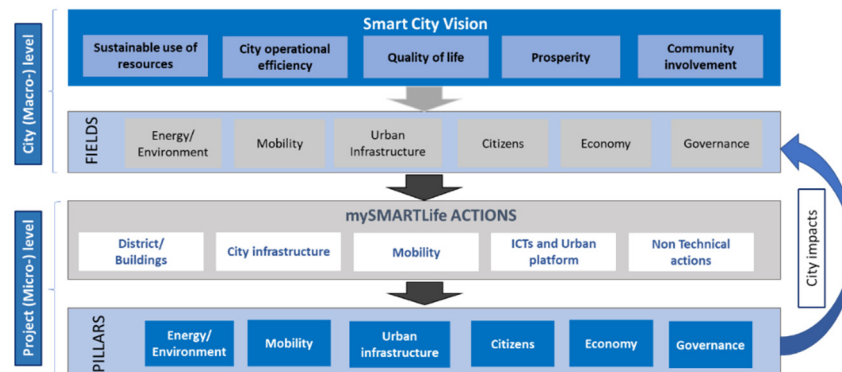 Smart City Vision
Sustainable use of
resources
City operational
efficiency
Quality of life
Prosperity
Community
involvement
City (Macro-) level
FIELDS
Energy/
Environment
Mobility
Urban
Infrastructure
Citizens
Economy
Governance
mySMARTLife ACTIONS
District/
Buildings
City infrastructure
Mobility
ICTs and Urban
platform
Non Technical
actions
City impacts
Project (Micro-) level
PILLARS
Energy/
Environment
Mobility
Urban
infrastructure
Citizens
Economy
Governance